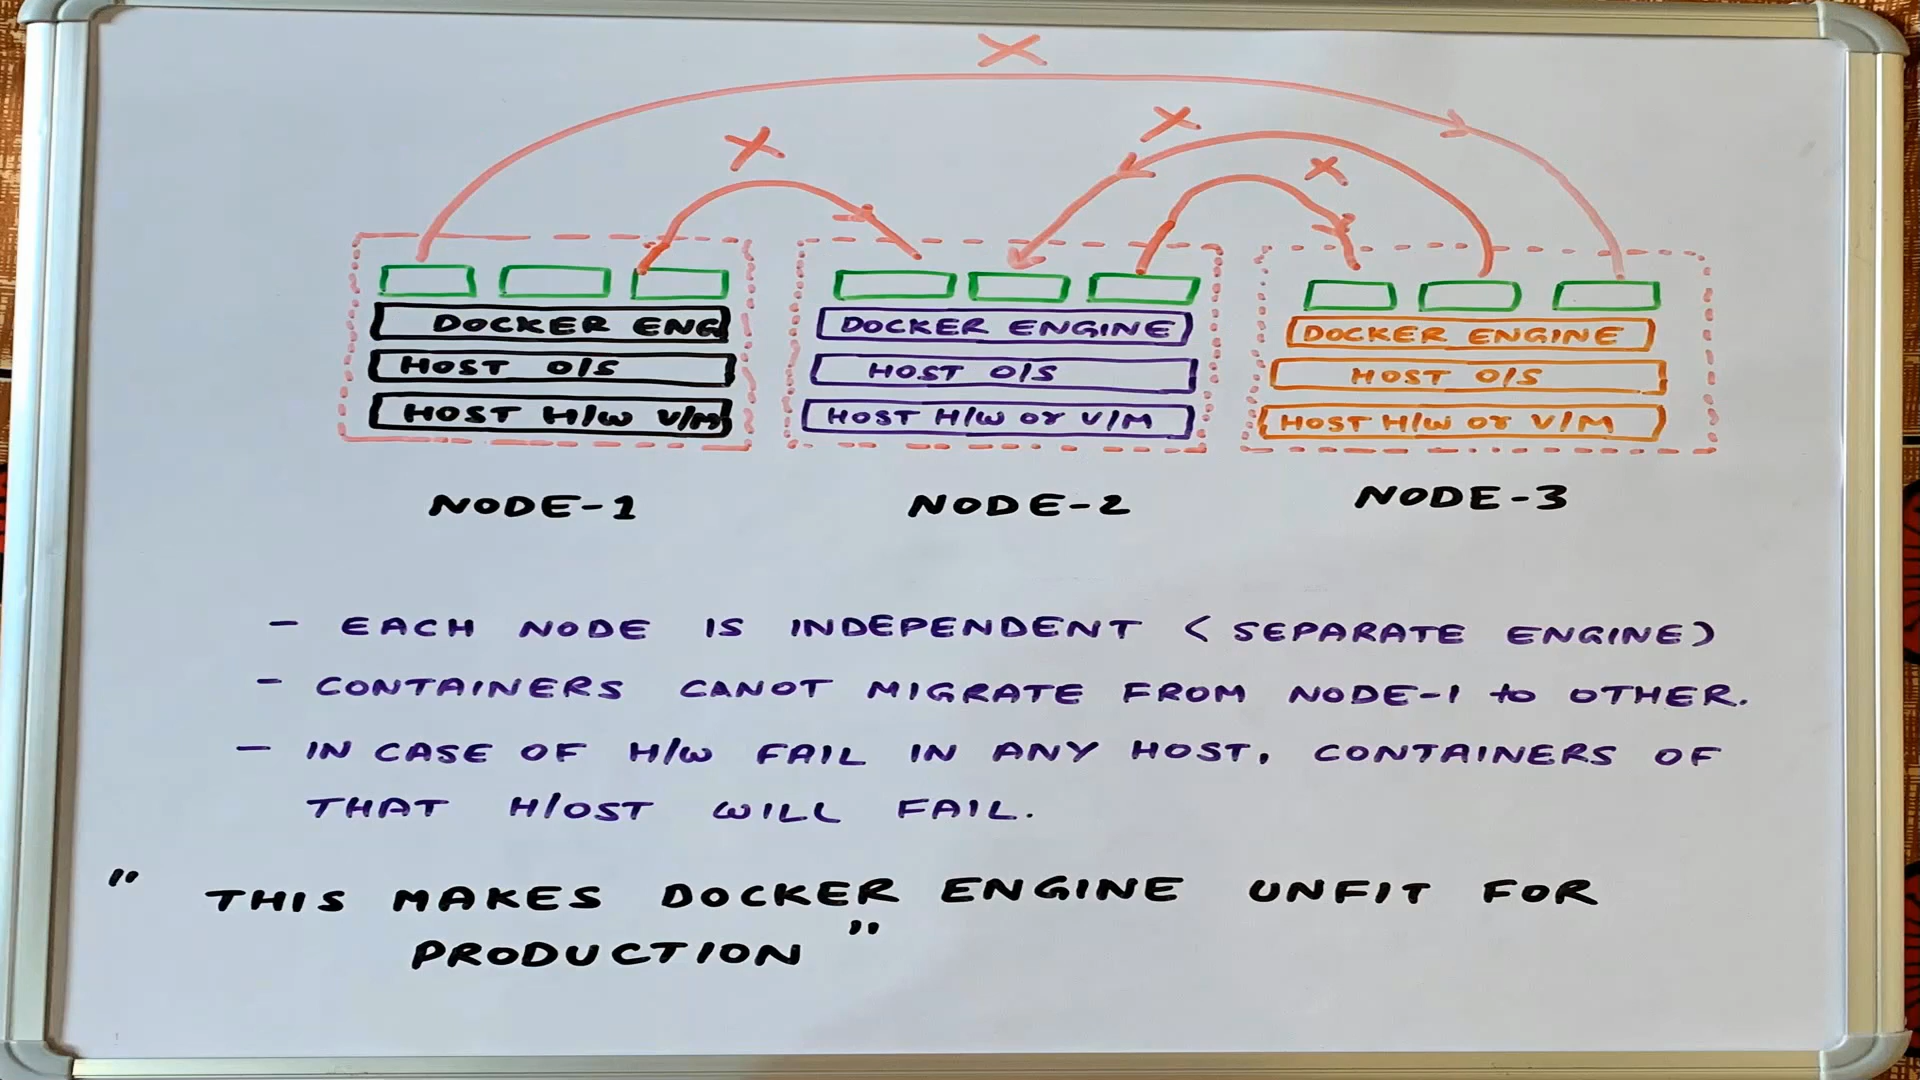 DOCKER ENG
HOST O/S
HOST H/W V/M
NODE-1
DOCKER ENGINE
HOST O/S
HOST H/W or V/M
NODE-2
DOCKER ENGINE
HOST O/S
HOST H/W or V/M
NODE-3
- EACH NODE IS INDEPENDENT (SEPARATE ENGINE)
- CONTAINERS CANOT MIGRATE FROM NODE-1 to OTHER.
- IN CASE OF H/W FAIL IN ANY HOST, CONTAINERS OF
THAT H/OST WILL FAIL.
" THIS MAKES DOCKER ENGINE UNFIT FOR
PRODUCTION "